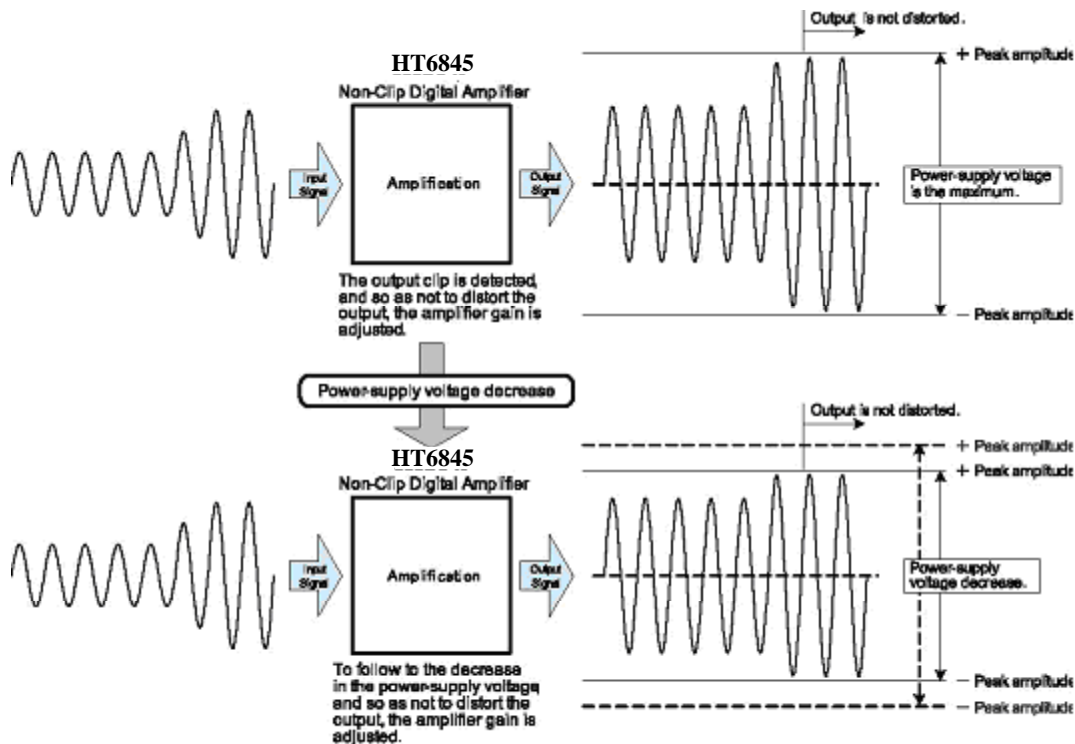 Output is not distorted.
HT6845
Non-Clip Digital Amplifier
+ Peak amplitude
Input
Signal
Amplification
Output
Signal
Power-supply voltage
is the maximum.
The output clip is detected,
and so as not to distort the
output, the amplifier gain is
adjusted.
- Peak amplitude
Power-supply voltage decrease
Output is not distorted.
+ Peak amplitude
HT6845
+ Peak amplitude
Non-Clip Digital Amplifier
Input
Signal
Amplification
Output
Signal
Power-supply
voltage decrease.
To follow to the decrease
in the power-supply voltage
and so as not to distort the
output, the amplifier gain is
adjusted.
- Peak amplitude
- Peak amplitude